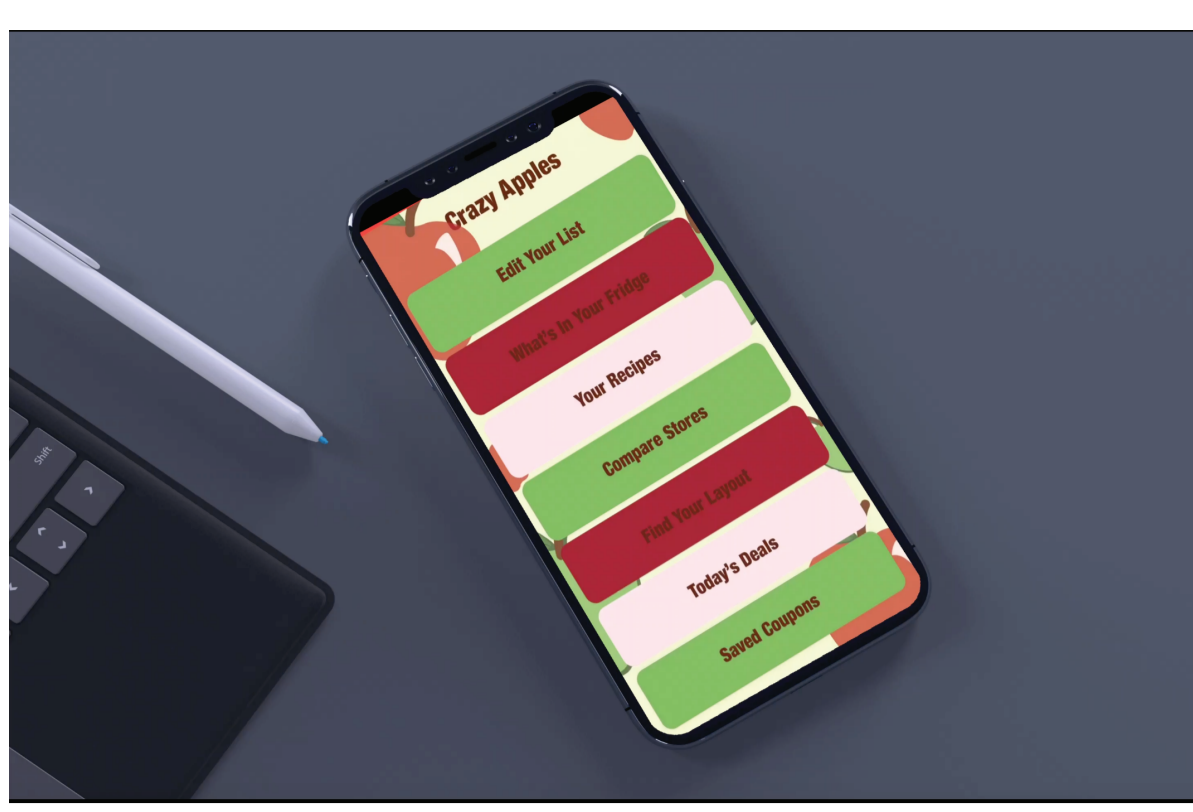 Crazy Apples
Edit Your List
What's In Your Fridge
Your Recipes
Compare Stores
Find Your Layout
Today's Deals
Saved Coupons
Shift